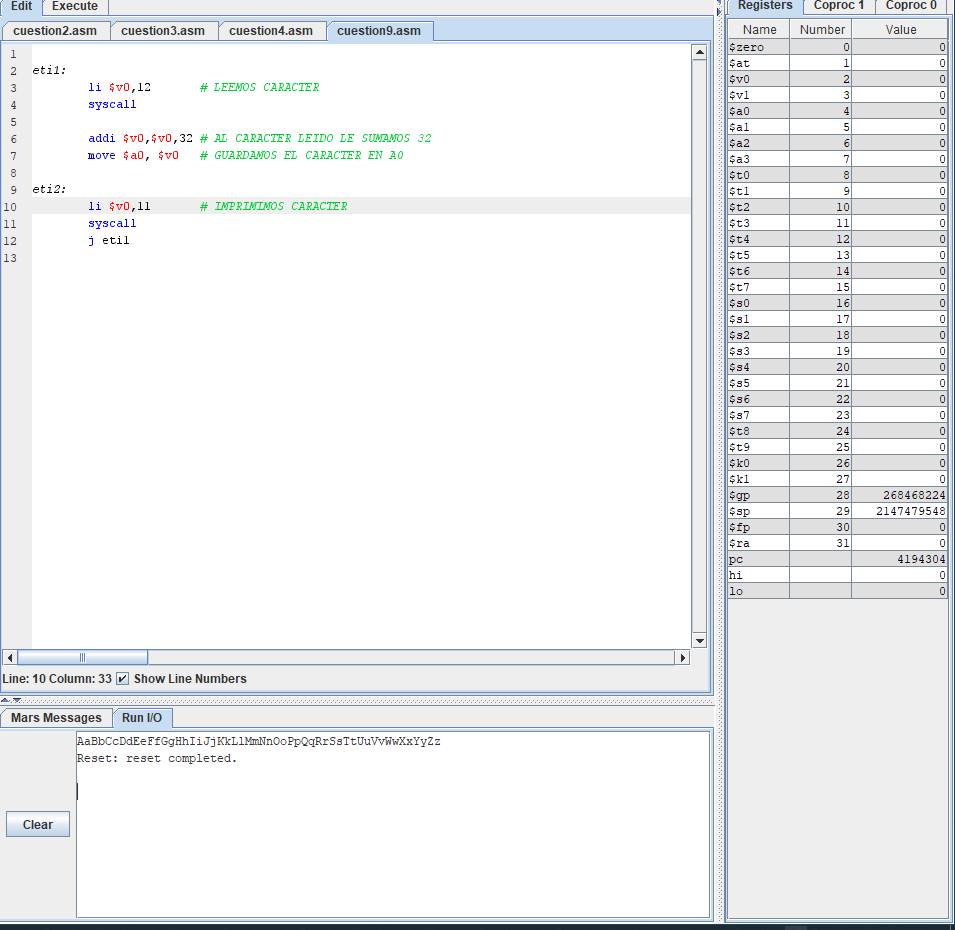 Edit Execute
cuestion2.asm cuestion3.asm cuestion4.asm cuestion9.asm
1
2 eti1:
3 li $v0,12 # LEEMOS CARACTER
4 syscall
5
6 addi $v0,$v0,32 # AL CARACTER LEIDO LE SUMAMOS 32
7 move $a0, $v0 # GUARDAMOS EL CARACTER EN A0
8
9 eti2:
10 li $v0,11 # IMPRIMIMOS CARACTER
11 syscall
12 j eti1
13
Line: 10 Column: 33 Show Line Numbers
Mars Messages Run I/O
AaBbCcDdEeFfGgHhIiJjKkLlMmNnOoPpQqRrSsTtUuVvWwXxYyZz
Reset: reset completed.
Clear
Registers Coproc 1 Coproc 0
Name Number Value
$zero 0 0
$at 1 0
$v0 2 0
$v1 3 0
$a0 4 0
$a1 5 0
$a2 6 0
$a3 7 0
$t0 8 0
$t1 9 0
$t2 10 0
$t3 11 0
$t4 12 0
$t5 13 0
$t6 14 0
$t7 15 0
$s0 16 0
$s1 17 0
$s2 18 0
$s3 19 0
$s4 20 0
$s5 21 0
$s6 22 0
$s7 23 0
$t8 24 0
$t9 25 0
$k0 26 0
$k1 27 0
$gp 28 268468224
$sp 29 2147479548
$fp 30 0
$ra 31 0
pc 4194304
hi 0
lo 0